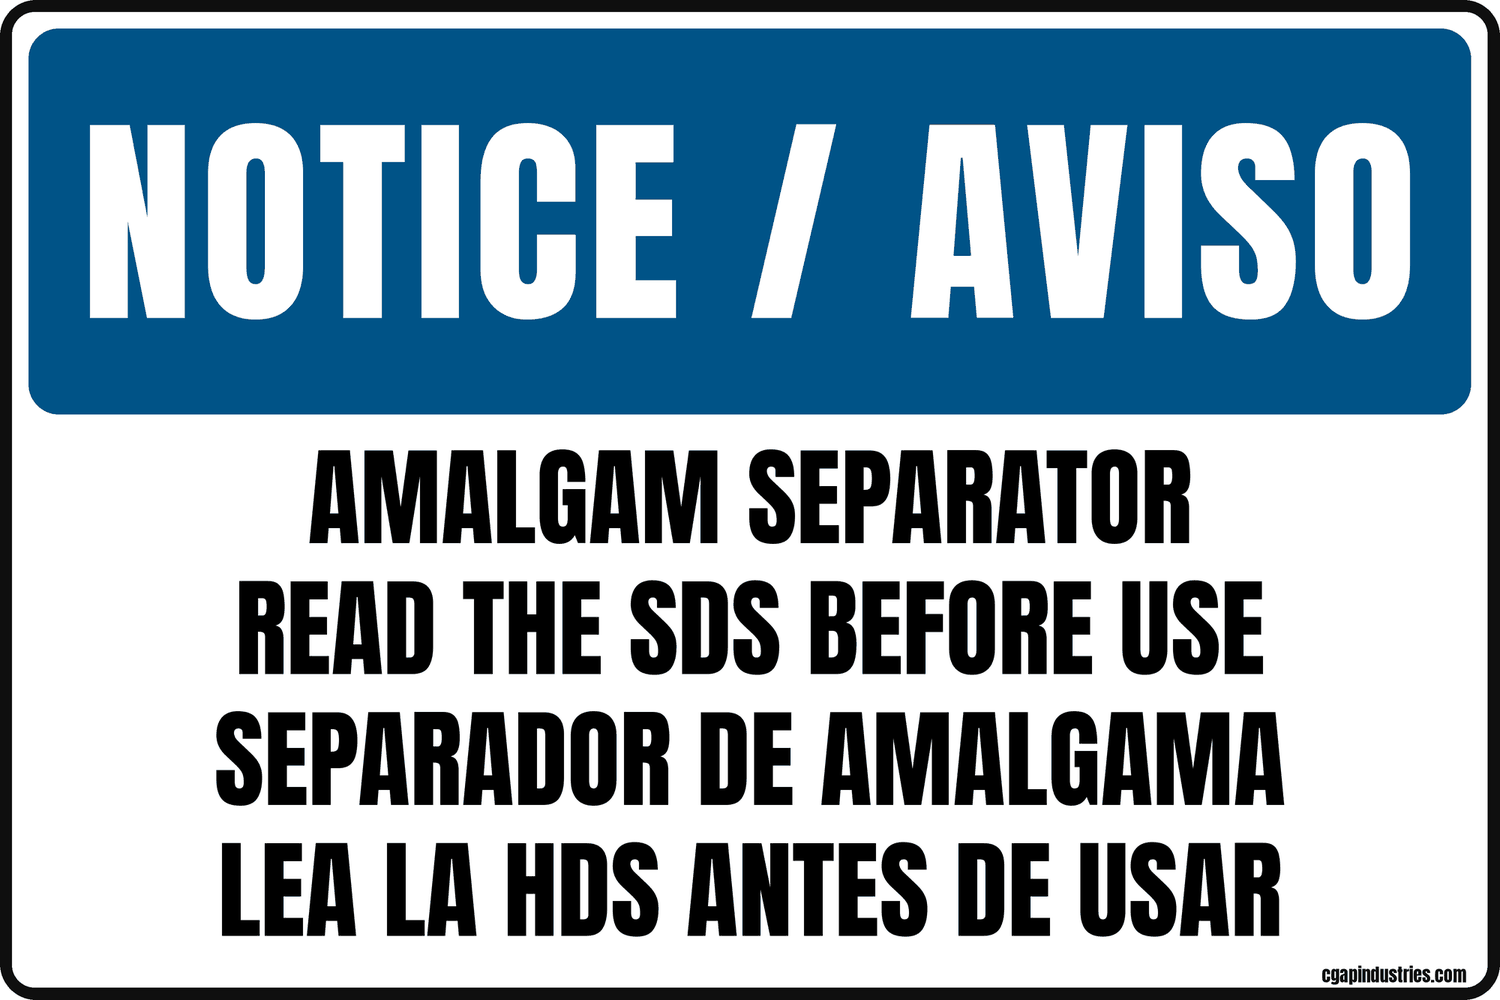 NOTICE / AVISO
AMALGAM SEPARATOR
READ THE SDS BEFORE USE
SEPARADOR DE AMALGAMA
LEA LA HDS ANTES DE USAR
cgapindustries.com